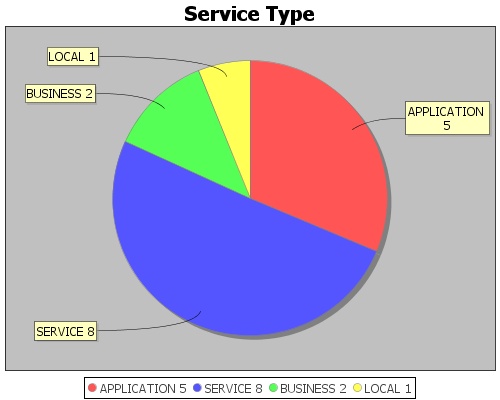 Service Type
LOCAL 1
BUSINESS 2
APPLICATION
5
SERVICE 8
APPLICATION 5 SERVICE 8 BUSINESS 2 LOCAL 1